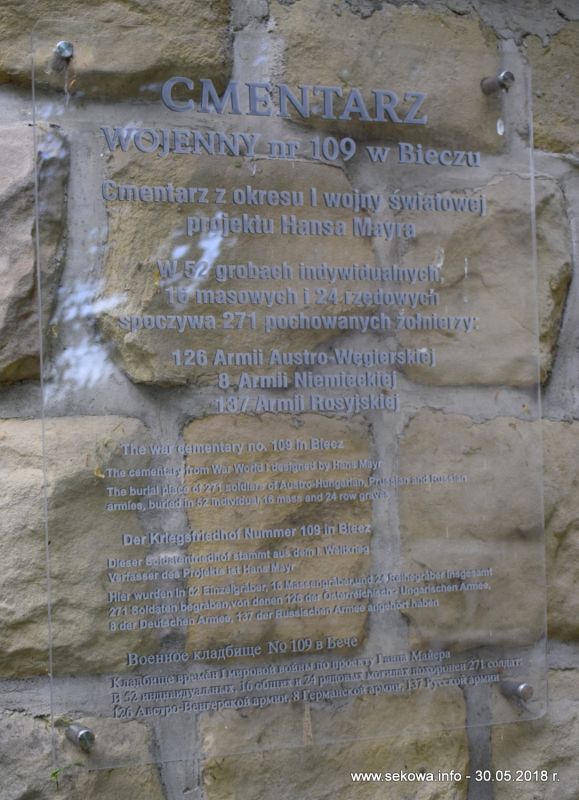 CMENTARZ
WOJENNY nr 109 w Bieczu
Cmentarz z okresu I wojny światowej
projektu Hansa Mayra
W 52 grobach indywidualnych,
16 masowych i 24 rzędowych
spoczywa 271 pochowanych żołnierzy:
126 Armii Austro-Węgierskiej
8 Armii Niemieckiej
137 Armii Rosyjskiej
The war cementary no. 109 in Biecz
The cementary from War World I designed by Hans Mayr
The burial place of 271 soldiers of Austro-Hungarian, Prussian and Russian
armies, buried in 52 individual, 16 mass and 24 row graves
Der Kriegsfriedhof Nummer 109 in Biecz
Dieser Soldatenfriedhof stammt aus dem I Weltkrieg
Verfasser des Projekts ist Hans Mayr
Hier wurden in 52 Einzelgräber, 16 Massengräber, und 24 Reihengräber insgesamt
271 Soldaten begraben, von denen 126 der Österreichisch - Ungarischen Armee,
8 der Deutschen Armee, 137 der Russischen Armee angehört haben
Военное кладбище No 109 в Бече
Кладбище времён I мировой войны по проекту Ганса Майера
В 52 индивидуальных, 16 общих и 24 рядовых могилах похоронен 271 солдат:
126 Австро-Венгерской армии, 8 Германской армии, 137 Русской армии
www.sekowa.info - 30.05.2018 r.